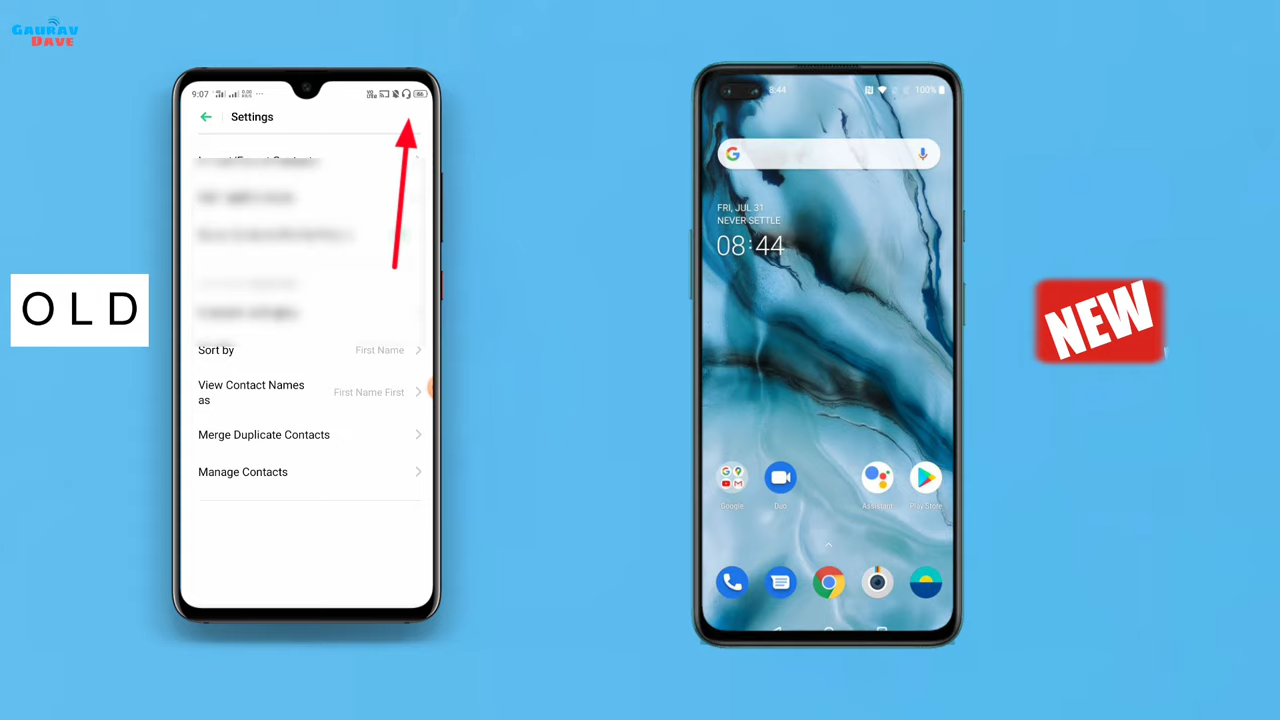 GAURAV
DAVE
9:07
66
Settings
Sort by
First Name
View Contact Names
as
First Name First
Merge Duplicate Contacts
Manage Contacts
OLD
8:44
100%
FRI, JUL 31
NEVER SETTLE
08:44
Google
Duo
Assistant
Play Store
NEW